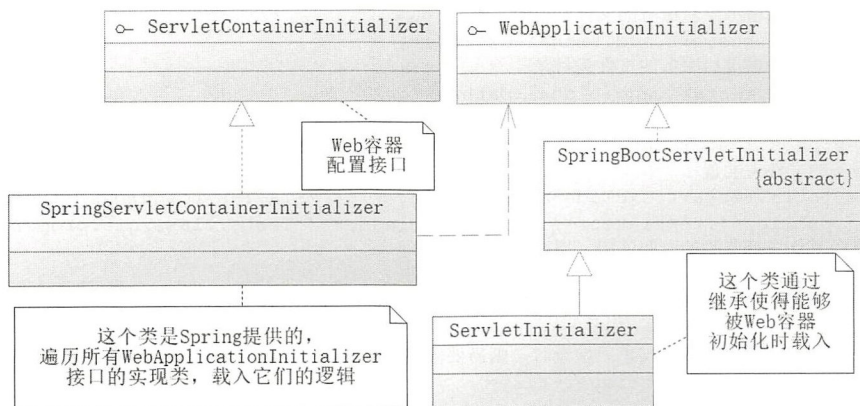 ServletContainerInitializer
WebApplicationInitializer
Web容器
配置接口
SpringBootServletInitializer
{abstract}
SpringServletContainerInitializer
这个类是Spring提供的，
遍历所有WebApplicationInitializer
接口的实现类，载入它们的逻辑
ServletInitializer
这个类通过
继承使得能够
被Web容器
初始化时载入